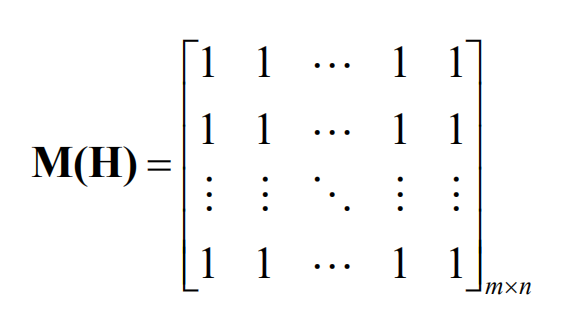 1 1 ⋯ 1 1
1 1 ⋯ 1 1
M(H) = ⋮ ⋮ ⋱ ⋮ ⋮
1 1 ⋯ 1 1
m×n